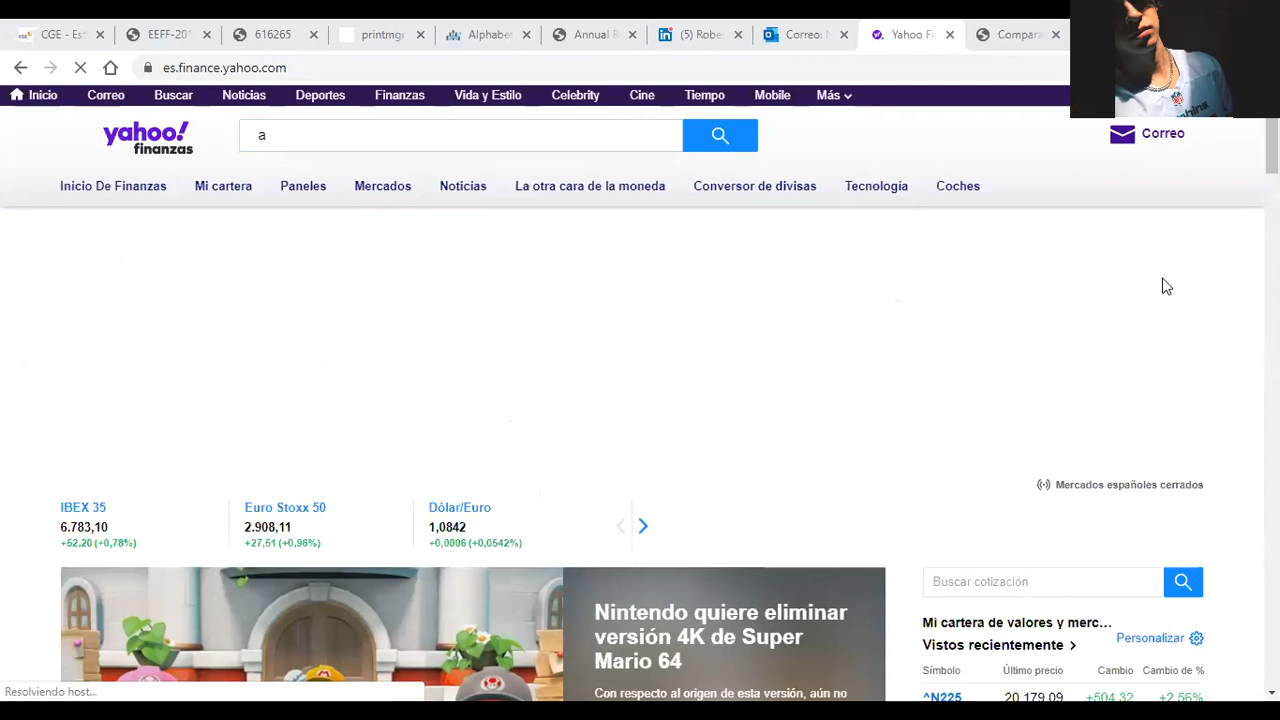 CGE - Es
EEFF-20
616265
printmg
Alphabe
Annual R
(5) Robe
Correo: N
Yahoo F
Compara
es.finance.yahoo.com
Inicio Correo Buscar Noticias Deportes Finanzas Vida y Estilo Celebrity Cine Tiempo Mobile Más
yahoo!
finanzas
a
Correo
Inicio De Finanzas Mi cartera Paneles Mercados Noticias La otra cara de la moneda Conversor de divisas Tecnología Coches
Mercados españoles cerrados
IBEX 35
6.783,10
+52,20 (+0,78%)
Euro Stoxx 50
2.908,11
+27,51 (+0,96%)
Dólar/Euro
1,0842
+0,0006 (+0,0542%)
Nintendo quiere eliminar
versión 4K de Super
Mario 64
Con respecto al origen de esta versión, aún no
Buscar cotización
Mi cartera de valores y merc...
Personalizar
Vistos recientemente
Símbolo Último precio Cambio Cambio de %
^N225 20.179,09 +504,32 +2,56%
Resolviendo host...
NFL